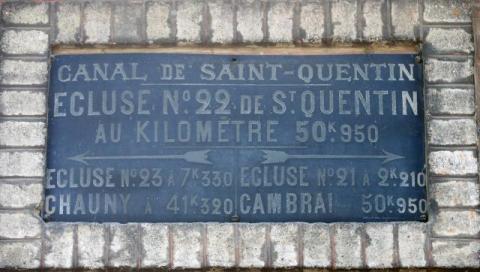 CANAL DE SAINT-QUENTIN
ECLUSE No. 22 DE St. QUENTIN
AU KILOMÈTRE 50K950
ECLUSE No. 23 À 7K330 ECLUSE No. 21 À 2K210
CHAUNY À 41K320 CAMBRAI 50K950